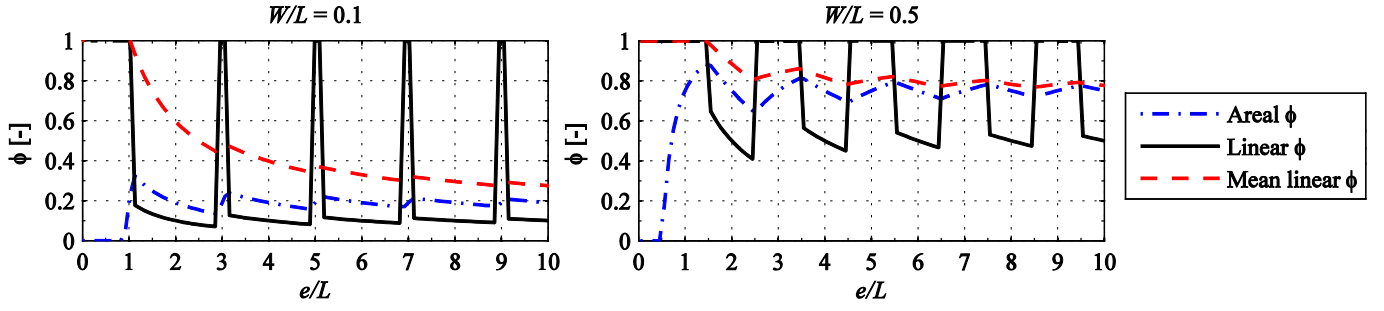 W/L = 0.1
W/L = 0.5
ϕ [-]
1
0.8
0.6
0.4
0.2
0
0 1 2 3 4 5 6 7 8 9 10
e/L
ϕ [-]
1
0.8
0.6
0.4
0.2
0
0 1 2 3 4 5 6 7 8 9 10
e/L
Areal ϕ
Linear ϕ
Mean linear ϕ